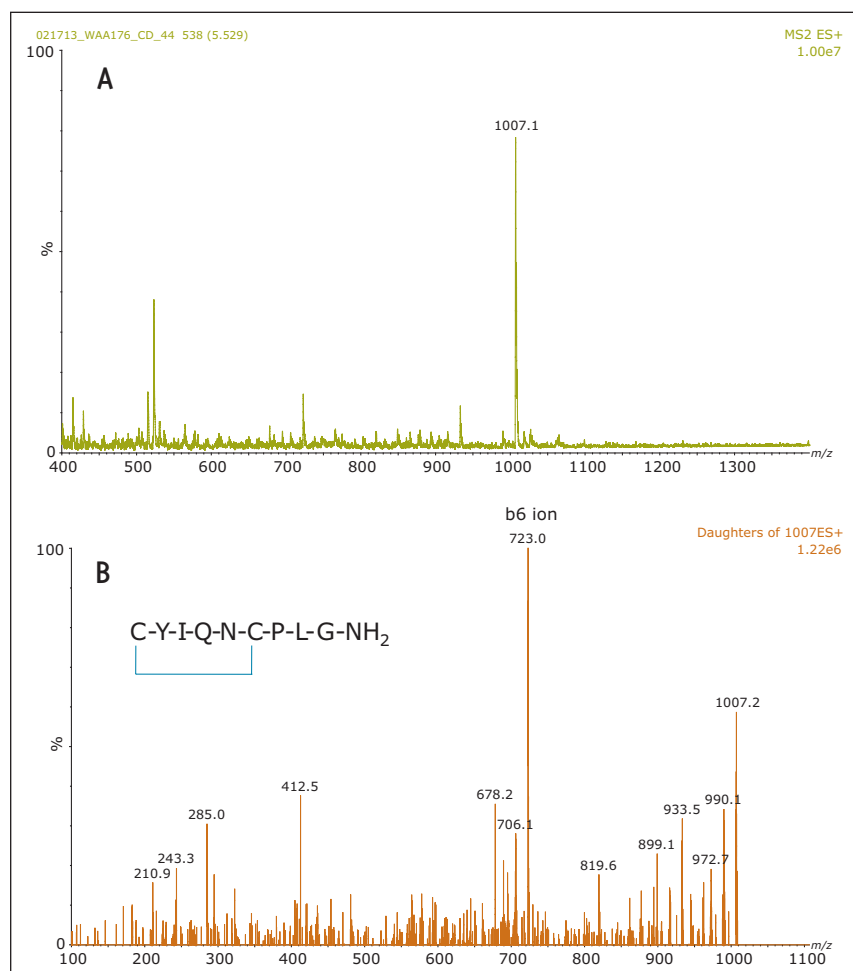 021713_WAA176_CD_44 538 (5.529)
MS2 ES+
1.00e7
100
A
1007.1
%
0
400 500 600 700 800 900 1000 1100 1200 1300 m/z
b6 ion
Daughters of 1007ES+
1.22e6
100
723.0
B
C-Y-I-Q-N-C-P-L-G-NH2
1007.2
%
412.5
678.2
990.1
933.5
285.0
706.1
899.1
972.7
243.3
819.6
210.9
0
100 200 300 400 500 600 700 800 900 1000 1100 m/z